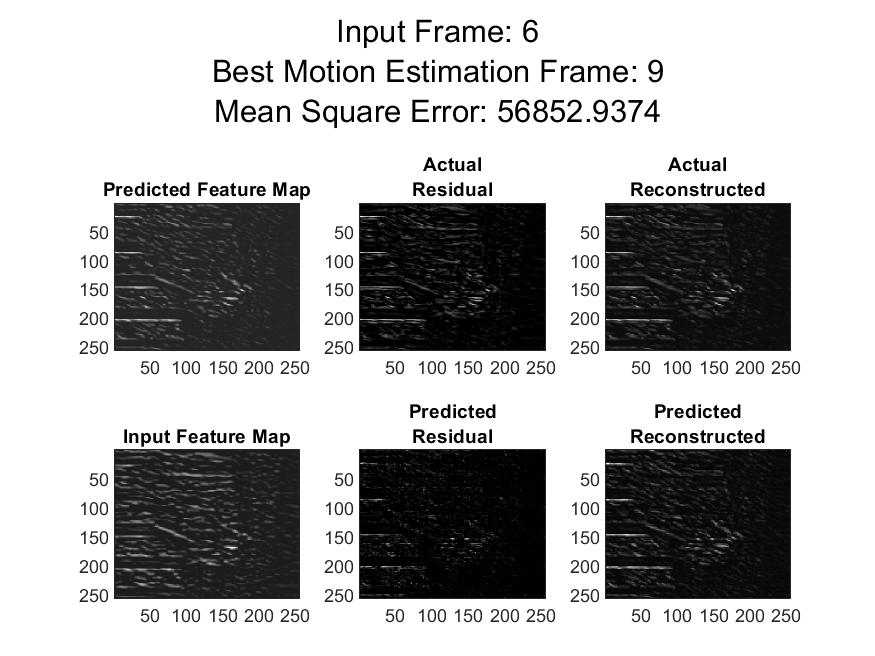 Input Frame: 6
Best Motion Estimation Frame: 9
Mean Square Error: 56852.9374
Predicted Feature Map
Actual
Residual
Actual
Reconstructed
50
100
150
200
250
50 100 150 200 250
50
100
150
200
250
50 100 150 200 250
50
100
150
200
250
50 100 150 200 250
Input Feature Map
Predicted
Residual
Predicted
Reconstructed
50
100
150
200
250
50 100 150 200 250
50
100
150
200
250
50 100 150 200 250
50
100
150
200
250
50 100 150 200 250